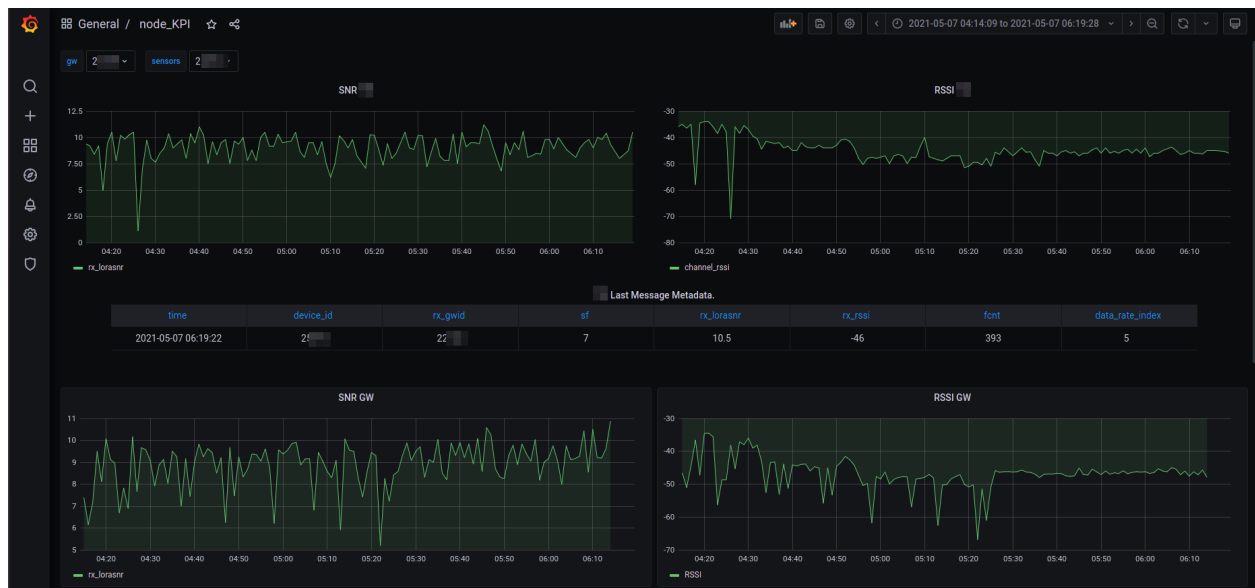 General / node_KPI
2021-05-07 04:14:09 to 2021-05-07 06:19:28
gw 2 sensors 2
SNR
12.5
10
7.50
5
2.50
0
04:20 04:30 04:40 04:50 05:00 05:10 05:20 05:30 05:40 05:50 06:00 06:10
rx_lorasnr
RSSI
-30
-40
-50
-60
-70
-80
04:20 04:30 04:40 04:50 05:00 05:10 05:20 05:30 05:40 05:50 06:00 06:10
channel_rssi
Last Message Metadata.
time device_id rx_gwid sf rx_lorasnr rx_rssi fcnt data_rate_index
2021-05-07 06:19:22 2 22 7 10.5 -46 393 5
SNR GW
11
10
9
8
7
6
5
04:20 04:30 04:40 04:50 05:00 05:10 05:20 05:30 05:40 05:50 06:00 06:10
rx_lorasnr
RSSI GW
-30
-40
-50
-60
-70
04:20 04:30 04:40 04:50 05:00 05:10 05:20 05:30 05:40 05:50 06:00 06:10
RSSI